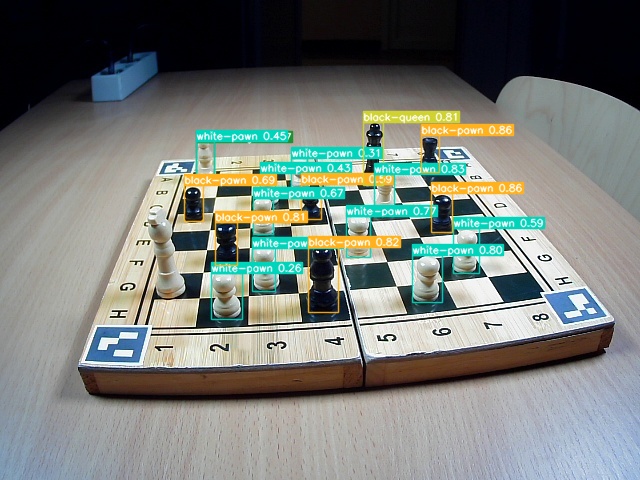 black-queen 0.81
black-pawn 0.86
white-pawn 0.457
white-pawn 0.31
white-pawn 0.43
white-pawn 0.83
black-pawn 0.69
black-pawn 0.59
white-pawn 0.67
black-pawn 0.86
white-pawn 0.77
black-pawn 0.81
white-pawn 0.59
white-paw
black-pawn 0.82
white-pawn 0.80
white-pawn 0.26
A
B
C
D
E
F
G
H
B
D
F
G
H
1
2
3
4
5
6
7
8